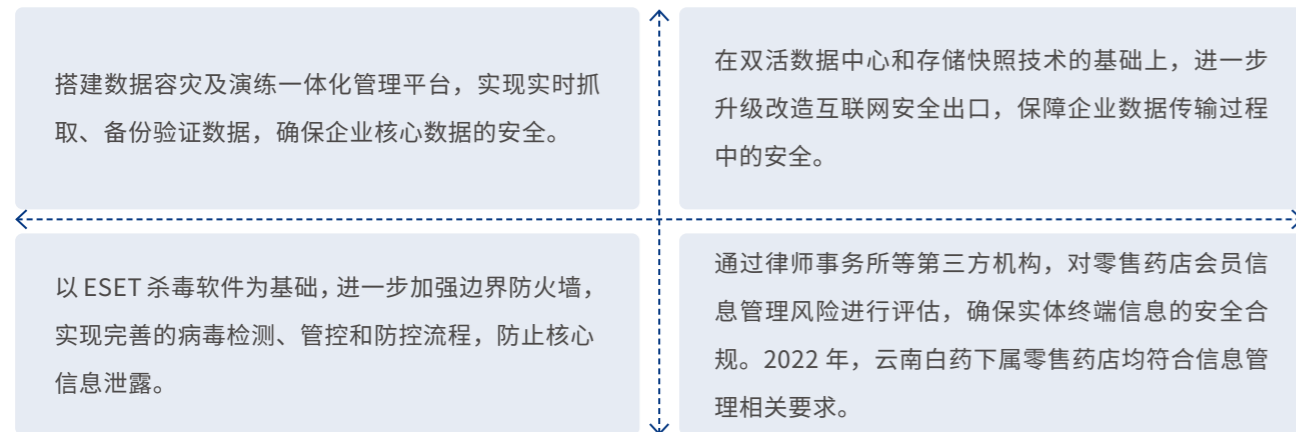 搭建数据容灾及演练一体化管理平台，实现实时抓
取、备份验证数据，确保企业核心数据的安全。
在双活数据中心和存储快照技术的基础上，进一步
升级改造互联网安全出口，保障企业数据传输过程
中的安全。
以 ESET 杀毒软件为基础，进一步加强边界防火墙，
实现完善的病毒检测、管控和防控流程，防止核心
信息泄露。
通过律师事务所等第三方机构，对零售药店会员信
息管理风险进行评估，确保实体终端信息的安全合
规。2022 年，云南白药下属零售药店均符合信息管
理相关要求。